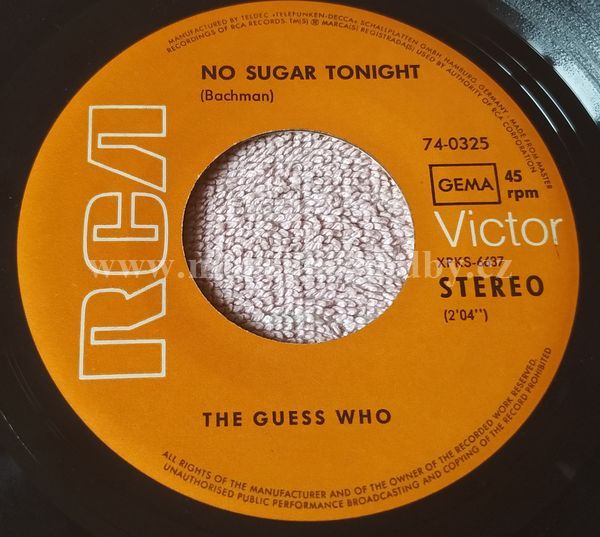 MANUFACTURED BY TELDEC »TELEFUNKEN-DECCA« SCHALLPLATTEN GMBH, HAMBURG, GERMANY · MADE FROM MASTER
RECORDINGS OF RCA RECORDS. TM(S) ® MARCA(S) REGISTRADA(S) USED BY AUTHORITY OF RCA CORPORATION
NO SUGAR TONIGHT
(Bachman)
RCA
74-0325
GEMA
45
rpm
Victor
XPKS-6637
STEREO
(2'04'')
THE GUESS WHO
ALL RIGHTS OF THE MANUFACTURER AND OF THE OWNER OF THE RECORDED WORK RESERVED.
UNAUTHORISED PUBLIC PERFORMANCE BROADCASTING AND COPYING OF THE RECORD PROHIBITED